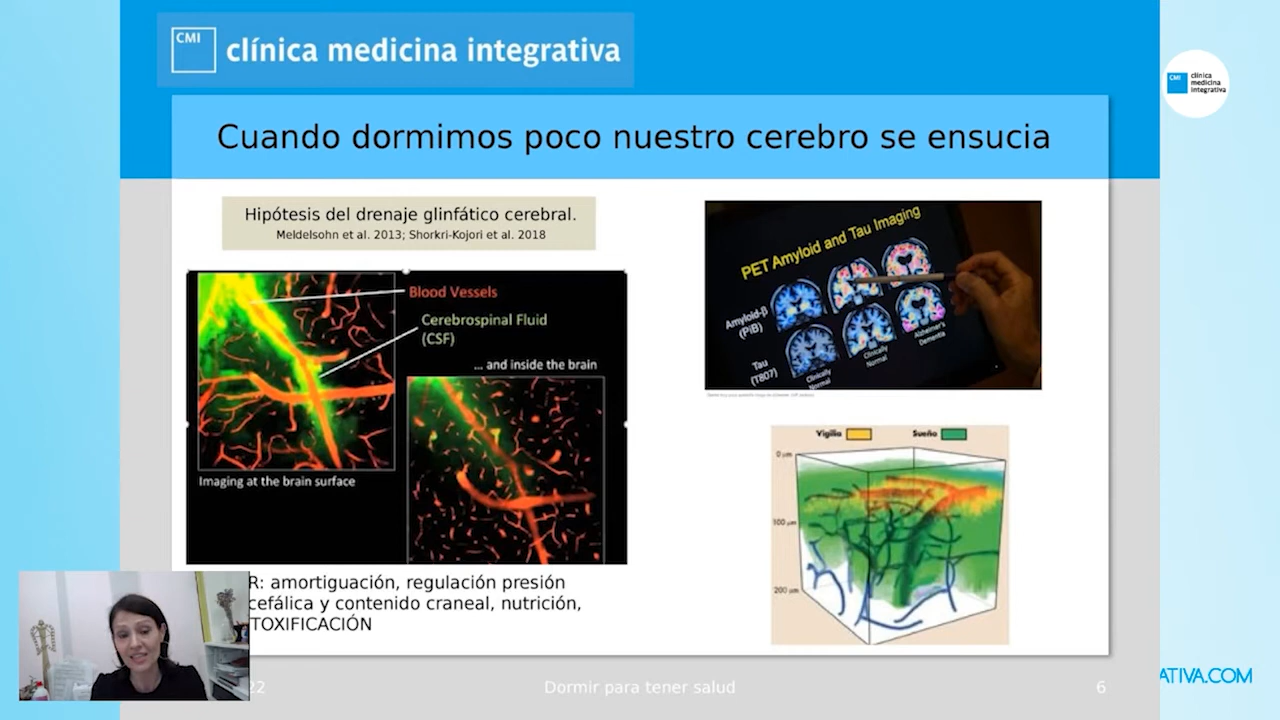 CMI
clínica medicina integrativa
CMI
clínica
medicina
integrativa
Cuando dormimos poco nuestro cerebro se ensucia
Hipótesis del drenaje glinfático cerebral.
Meldelsohn et al. 2013; Shorkri-Kojori et al. 2018
Blood Vessels
Cerebrospinal Fluid
(CSF)
... and inside the brain
Imaging at the brain surface
PET Amyloid and Tau Imaging
Amyloid-β
(PiB)
Tau
(T807)
Clinically
Normal
Clinically
Normal
Alzheimer's
Dementia
Vigilia
Sueño
0 µm
100 µm
200 µm
R: amortiguación, regulación presión
cefálica y contenido craneal, nutrición,
TOXIFICACIÓN
22
Dormir para tener salud
6
ATIVA.COM